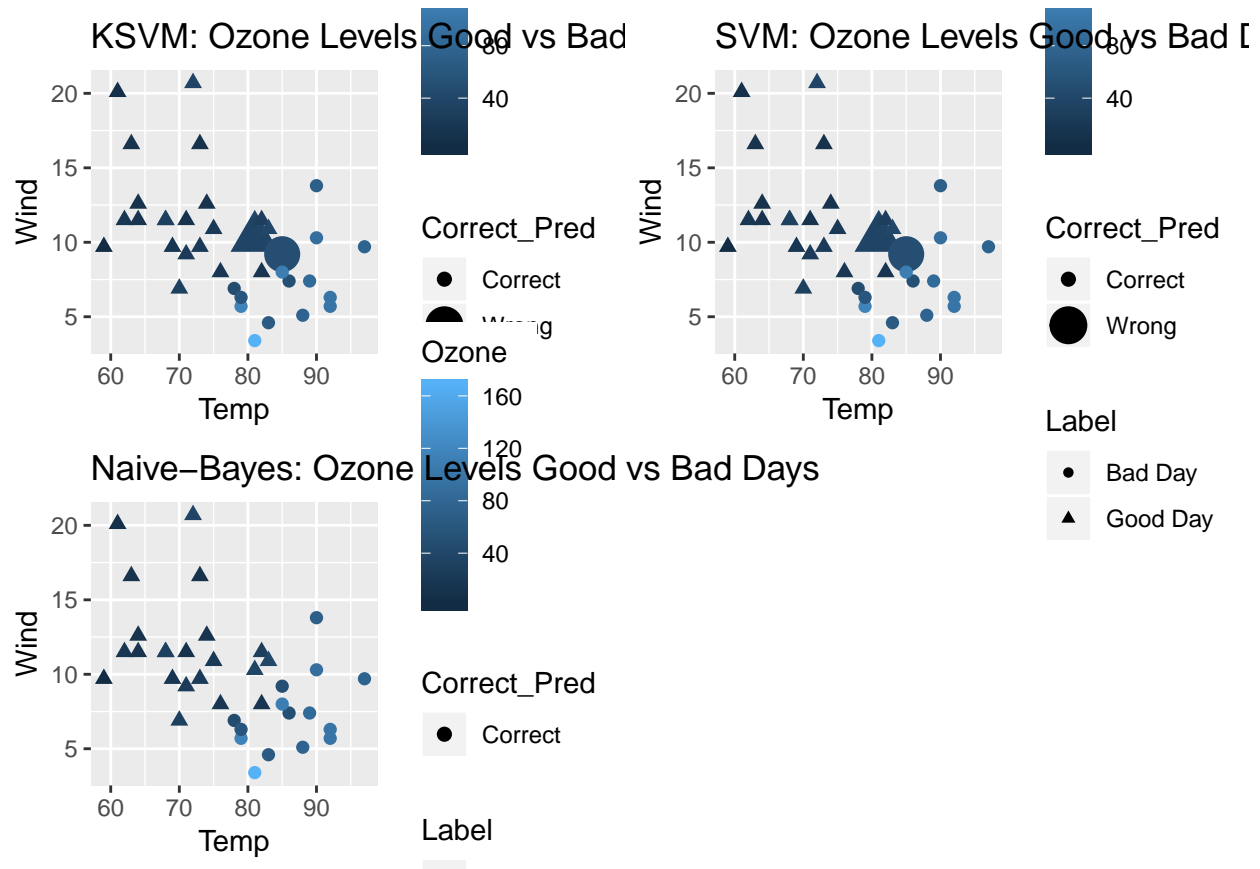 KSVM: Ozone Levels Good vs Bad
20
15
10
5
60 70 80 90
Wind
Temp
80
40
Correct_Pred
Correct
Wrong
SVM: Ozone Levels Good vs Bad D
20
15
10
5
60 70 80 90
Wind
Temp
80
40
Correct_Pred
Correct
Wrong
Label
Bad Day
Good Day
Naive−Bayes: Ozone Levels Good vs Bad Days
20
15
10
5
60 70 80 90
Wind
Temp
Ozone
160
120
80
40
Correct_Pred
Correct
Label